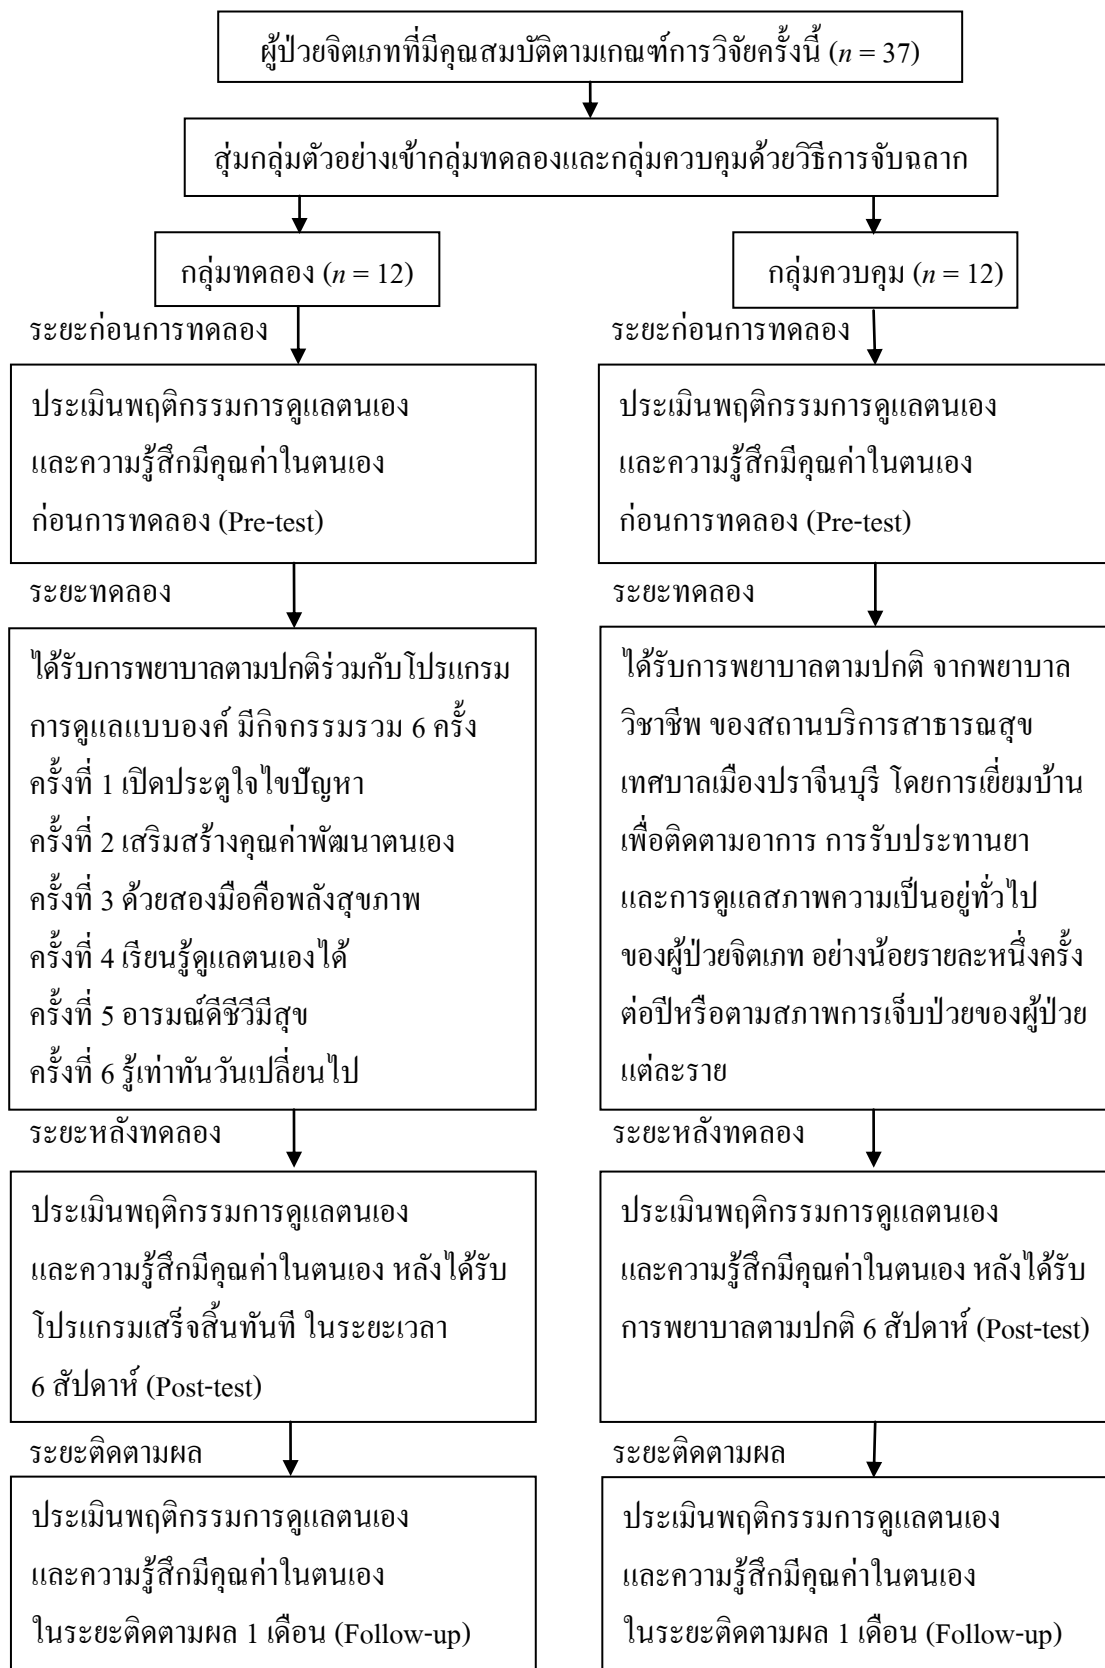 ผู้ป่วยจิตเภทที่มีคุณสมบัติตามเกณฑ์การวิจัยครั้งนี้ (n = 37)
สุ่มกลุ่มตัวอย่างเข้ากลุ่มทดลองและกลุ่มควบคุมด้วยวิธีการจับฉลาก
กลุ่มทดลอง (n = 12)
ระยะก่อนการทดลอง
ประเมินพฤติกรรมการดูแลตนเอง
และความรู้สึกมีคุณค่าในตนเอง
ก่อนการทดลอง (Pre-test)
ระยะทดลอง
ได้รับการพยาบาลตามปกติร่วมกับโปรแกรม
การดูแลแบบองค์ มีกิจกรรมรวม 6 ครั้ง
ครั้งที่ 1 เปิดประตูใจไขปัญหา
ครั้งที่ 2 เสริมสร้างคุณค่าพัฒนาตนเอง
ครั้งที่ 3 ด้วยสองมือคือพลังสุขภาพ
ครั้งที่ 4 เรียนรู้ดูแลตนเองได้
ครั้งที่ 5 อารมณ์ดีชีวีมีสุข
ครั้งที่ 6 รู้เท่าทันวันเปลี่ยนไป
ระยะหลังทดลอง
ประเมินพฤติกรรมการดูแลตนเอง
และความรู้สึกมีคุณค่าในตนเอง หลังได้รับ
โปรแกรมเสร็จสิ้นทันที ในระยะเวลา
6 สัปดาห์ (Post-test)
ระยะติดตามผล
ประเมินพฤติกรรมการดูแลตนเอง
และความรู้สึกมีคุณค่าในตนเอง
ในระยะติดตามผล 1 เดือน (Follow-up)
กลุ่มควบคุม (n = 12)
ระยะก่อนการทดลอง
ประเมินพฤติกรรมการดูแลตนเอง
และความรู้สึกมีคุณค่าในตนเอง
ก่อนการทดลอง (Pre-test)
ระยะทดลอง
ได้รับการพยาบาลตามปกติ จากพยาบาล
วิชาชีพ ของสถานบริการสาธารณสุข
เทศบาลเมืองปราจีนบุรี โดยการเยี่ยมบ้าน
เพื่อติดตามอาการ การรับประทานยา
และการดูแลสภาพความเป็นอยู่ทั่วไป
ของผู้ป่วยจิตเภท อย่างน้อยรายละหนึ่งครั้ง
ต่อปีหรือตามสภาพการเจ็บป่วยของผู้ป่วย
แต่ละราย
ระยะหลังทดลอง
ประเมินพฤติกรรมการดูแลตนเอง
และความรู้สึกมีคุณค่าในตนเอง หลังได้รับ
การพยาบาลตามปกติ 6 สัปดาห์ (Post-test)
ระยะติดตามผล
ประเมินพฤติกรรมการดูแลตนเอง
และความรู้สึกมีคุณค่าในตนเอง
ในระยะติดตามผล 1 เดือน (Follow-up)